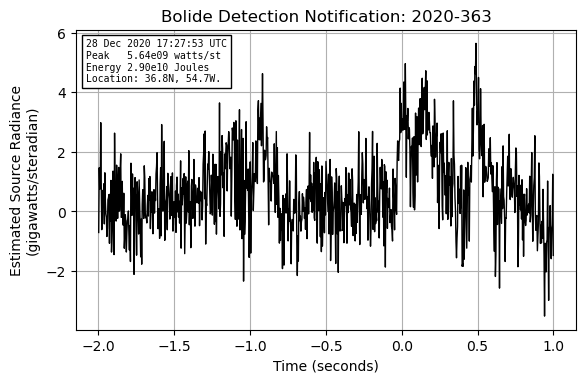 Bolide Detection Notification: 2020-363
28 Dec 2020 17:27:53 UTC
Peak   5.64e09 watts/st
Energy 2.90e10 Joules
Location: 36.8N, 54.7W.
Estimated Source Radiance
(gigawatts/steradian)
6
4
2
0
−2
−2.0 −1.5 −1.0 −0.5 0.0 0.5 1.0
Time (seconds)